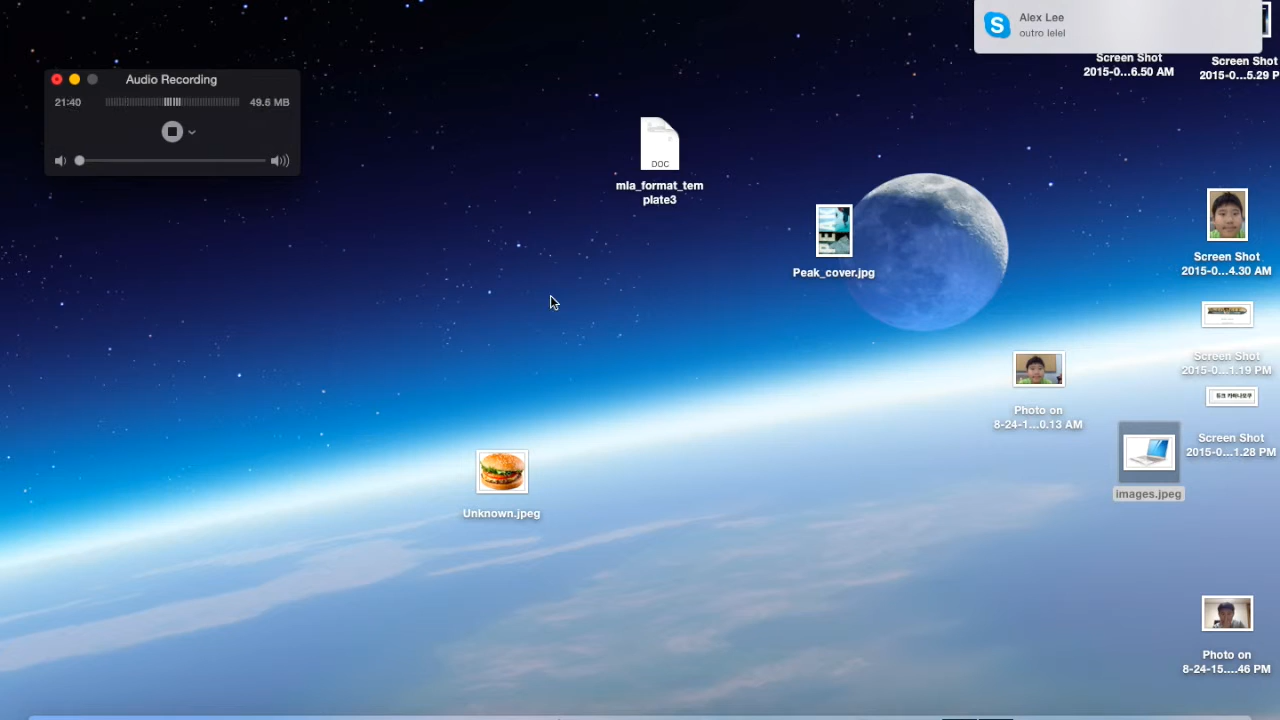 Alex Lee
outro lelel
Screen Shot
2015-0...6.50 AM
Screen Shot
2015-0...5.29 P
Audio Recording
21:40
49.6 MB
DOC
mla_format_tem
plate3
Peak_cover.jpg
Screen Shot
2015-0...4.30 AM
Screen Shot
2015-0...1.19 PM
Photo on
8-24-1...0.13 AM
Screen Shot
2015-0...1.28 PM
images.jpeg
Unknown.jpeg
Photo on
8-24-15....46 PM